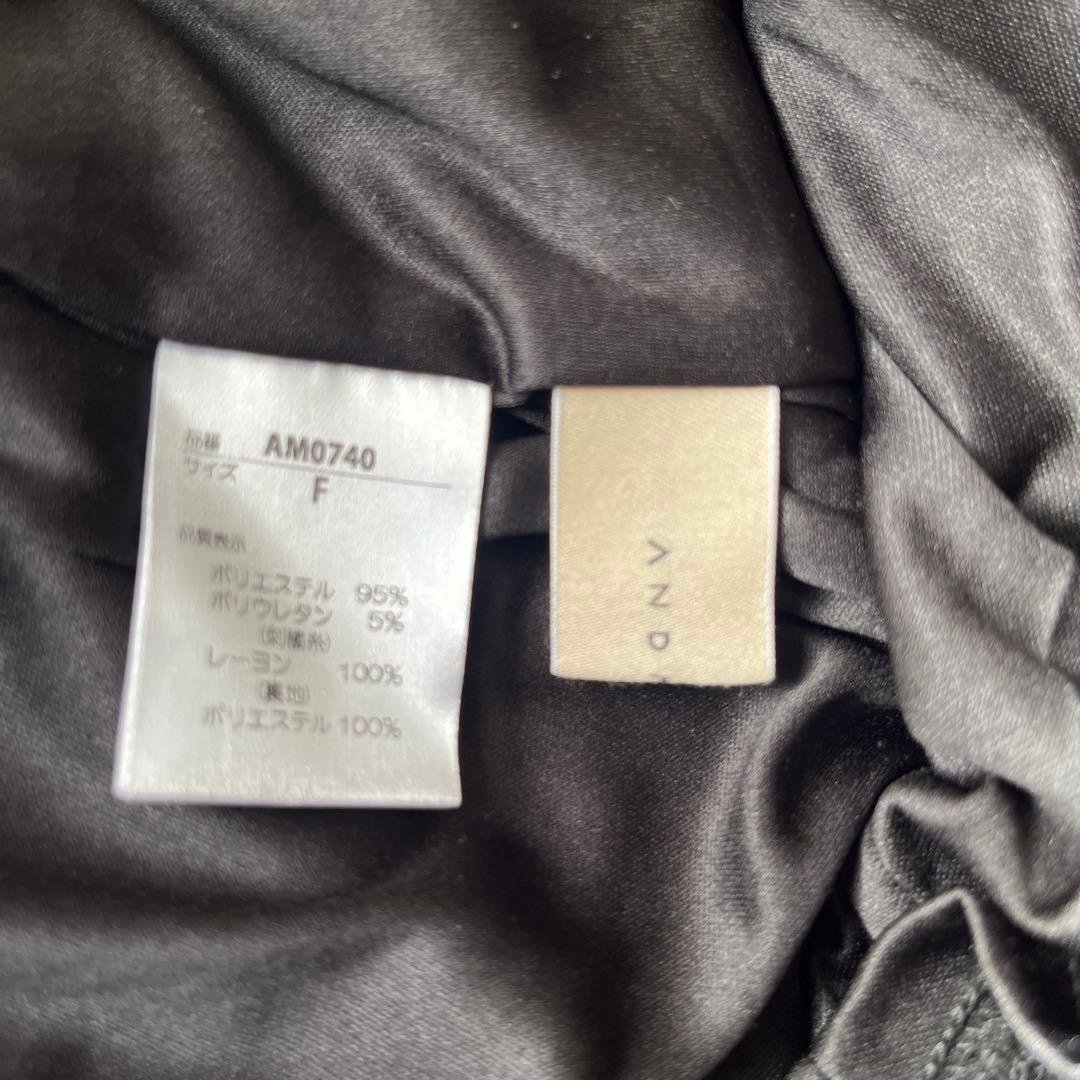 品番 AM0740
サイズ F
品質表示
ポリエステル 95%
ポリウレタン 5%
(刺繍糸)
レーヨン 100%
(裏地)
ポリエステル 100%
AND